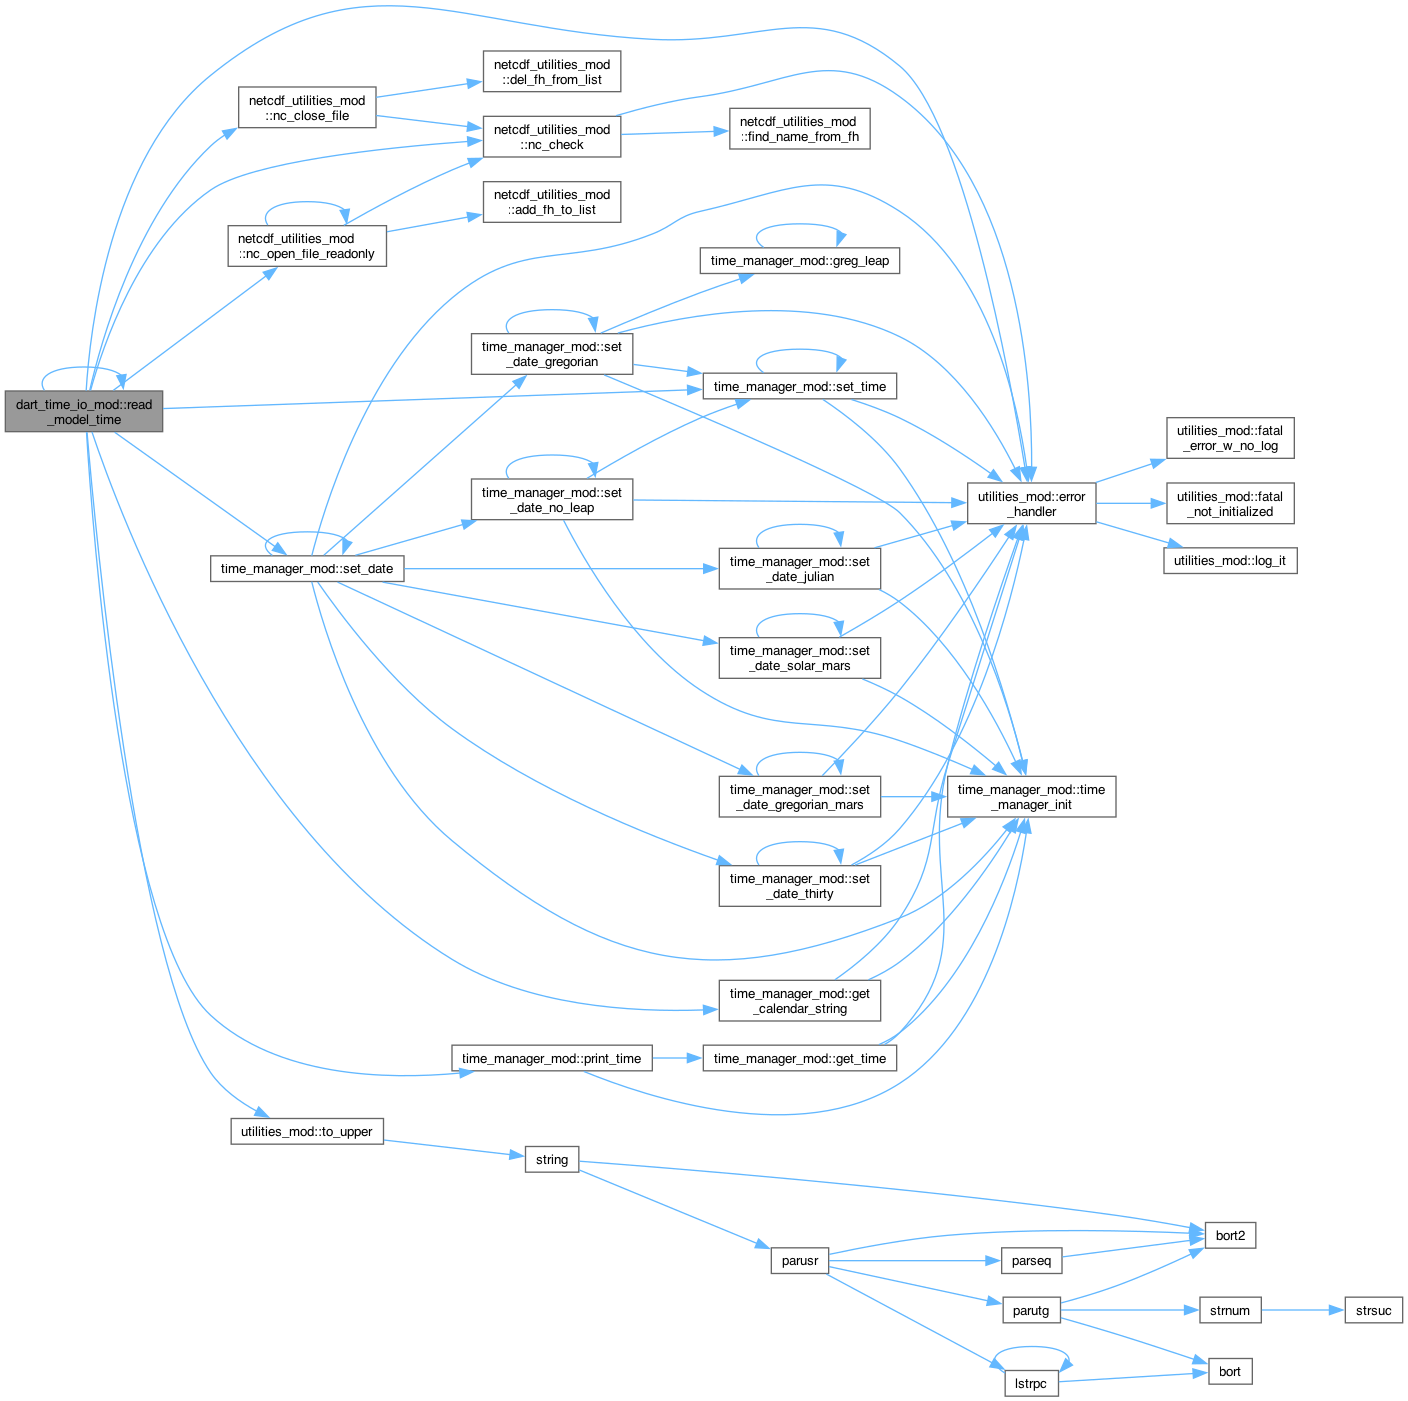 netcdf_utilities_mod
::del_fh_from_list
netcdf_utilities_mod
::nc_close_file
netcdf_utilities_mod
::find_name_from_fh
netcdf_utilities_mod
::nc_check
netcdf_utilities_mod
::add_fh_to_list
netcdf_utilities_mod
::nc_open_file_readonly
time_manager_mod::greg_leap
time_manager_mod::set
_date_gregorian
time_manager_mod::set_time
dart_time_io_mod::read
_model_time
utilities_mod::fatal
_error_w_no_log
time_manager_mod::set
_date_no_leap
utilities_mod::error
_handler
utilities_mod::fatal
_not_initialized
utilities_mod::log_it
time_manager_mod::set_date
time_manager_mod::set
_date_julian
time_manager_mod::set
_date_solar_mars
time_manager_mod::set
_date_gregorian_mars
time_manager_mod::time
_manager_init
time_manager_mod::set
_date_thirty
time_manager_mod::get
_calendar_string
time_manager_mod::print_time
time_manager_mod::get_time
utilities_mod::to_upper
string
bort2
parusr
parseq
parutg
strnum
strsuc
lstrpc
bort